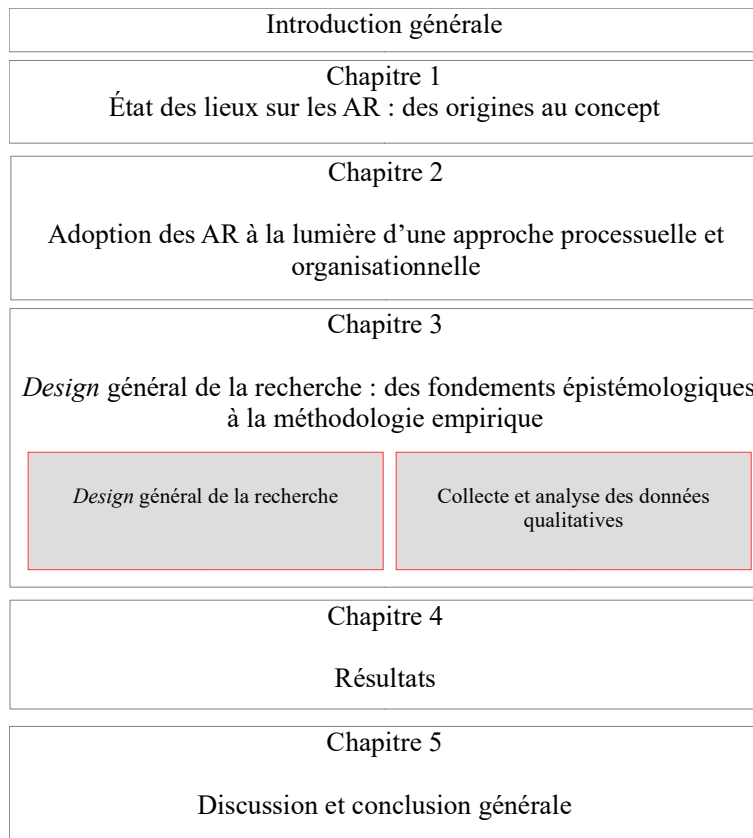 Introduction générale
Chapitre 1
État des lieux sur les AR : des origines au concept
Chapitre 2
Adoption des AR à la lumière d’une approche processuelle et
organisationnelle
Chapitre 3
Design général de la recherche : des fondements épistémologiques
à la méthodologie empirique
Design général de la recherche
Collecte et analyse des données
qualitatives
Chapitre 4
Résultats
Chapitre 5
Discussion et conclusion générale